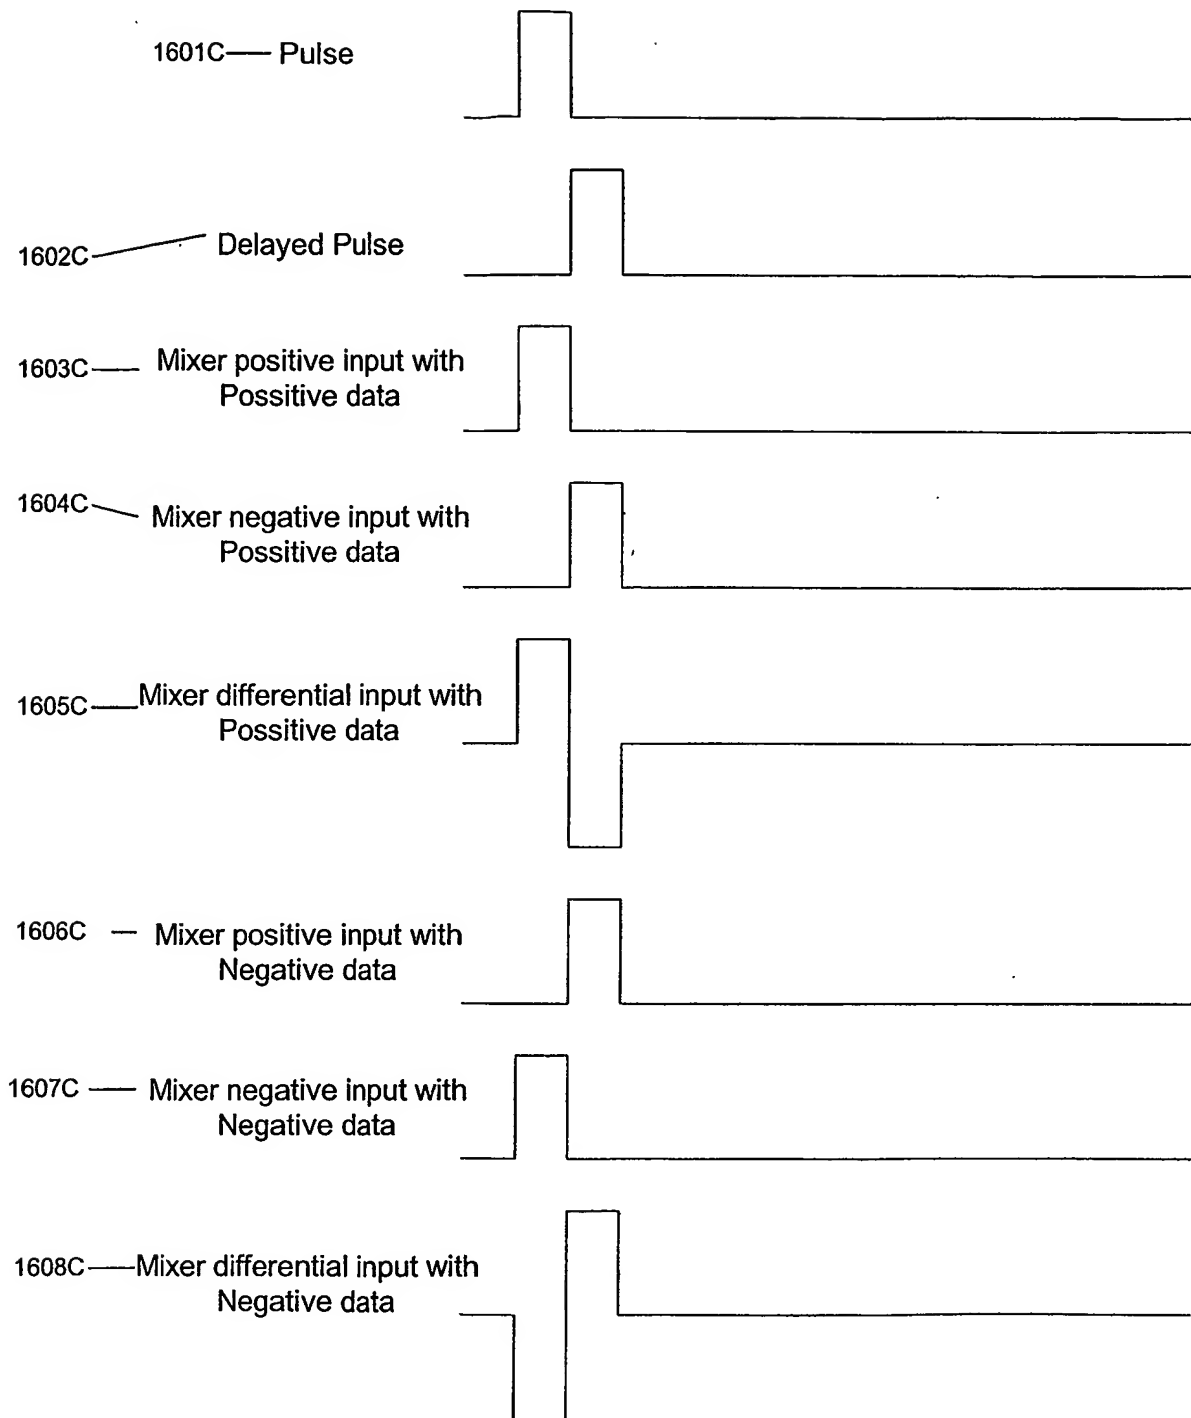 1601C Pulse
1602C Delayed Pulse
1603C Mixer positive input with
Possitive data
1604C Mixer negative input with
Possitive data
1605C Mixer differential input with
Possitive data
1606C Mixer positive input with
Negative data
1607C Mixer negative input with
Negative data
1608C Mixer differential input with
Negative data